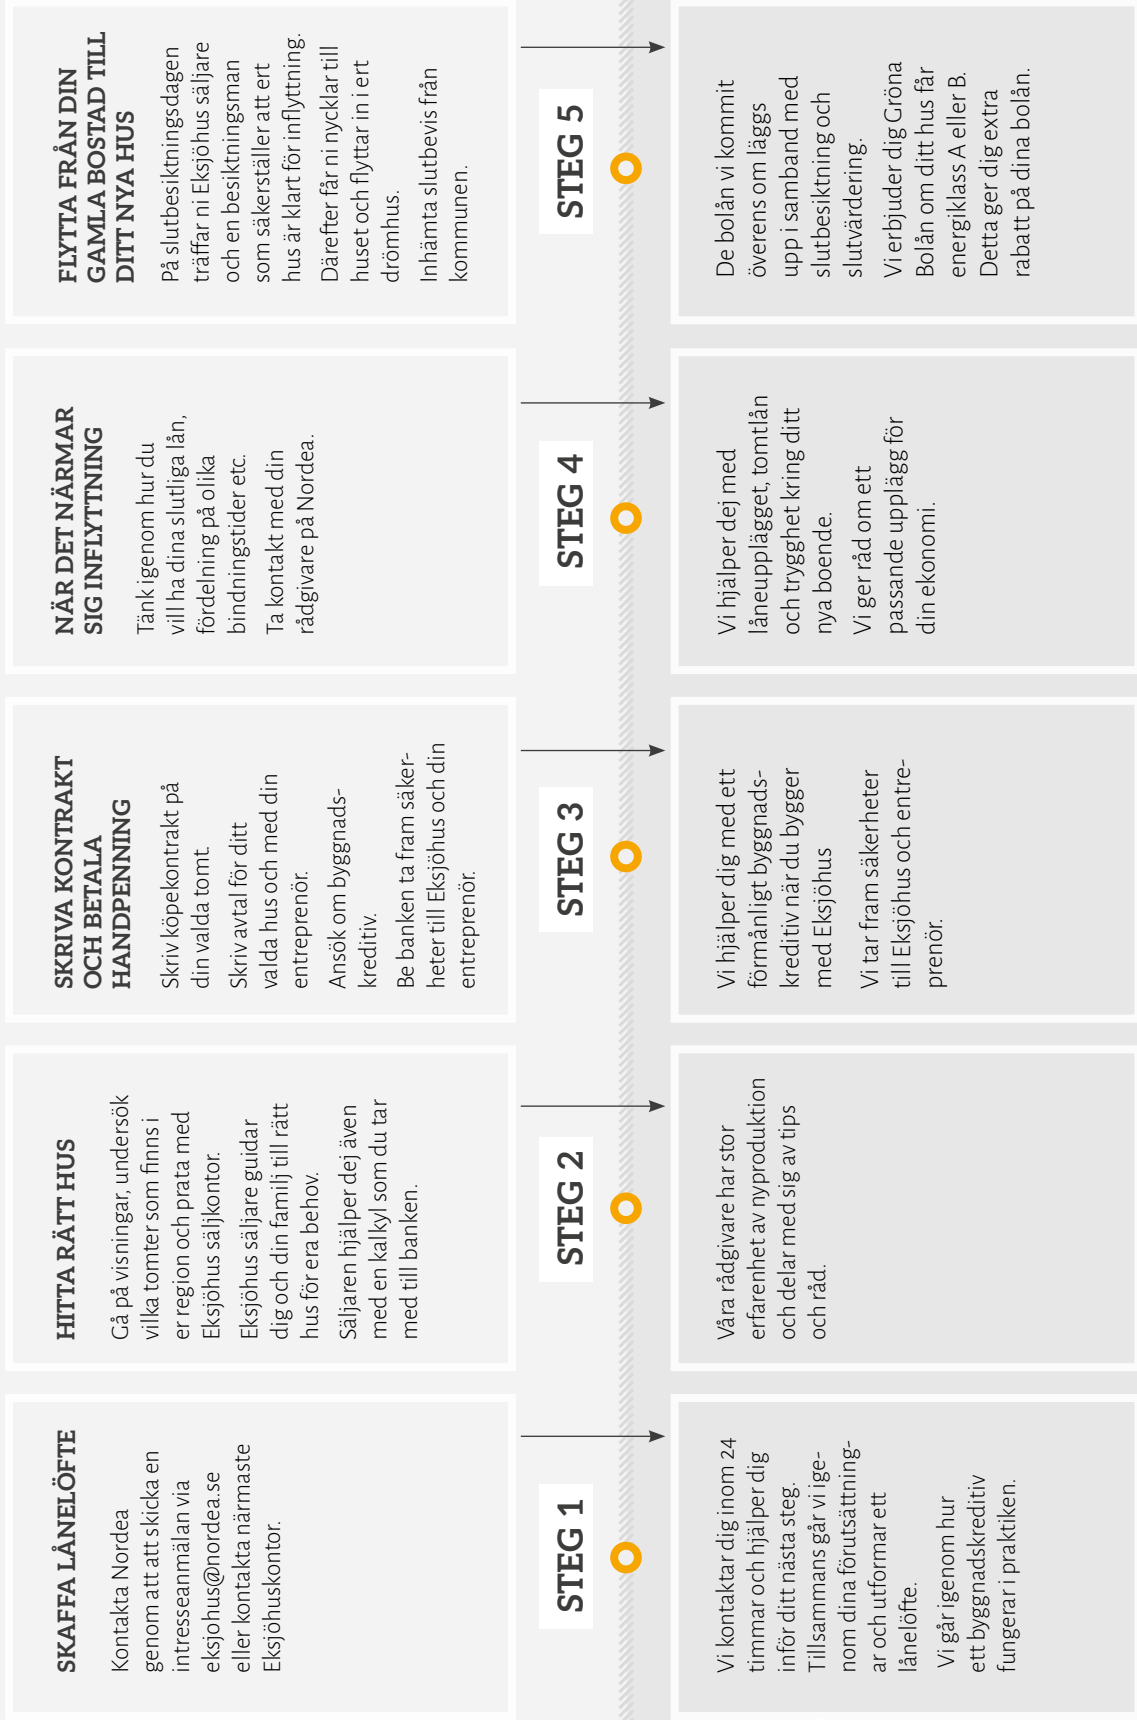 SKAFFA LÅNELÖFTE
Kontakta Nordea
genom att att skicka en
intresseanmälan via
eksjohus@nordea.se
eller kontakta närmaste
Eksjöhuskontor.
STEG 1
Vi kontaktar dig inom 24
timmar och hjälper dig
inför ditt nästa steg.
Tillsammans går vi ige-
nom dina förutsättning-
ar och utformar ett
lånelöfte.
Vi går igenom hur
ett byggnadskreditiv
fungerar i praktiken.
HITTA RÄTT HUS
Gå på visningar, undersök
vilka tomter som finns i
er region och prata med
Eksjöhus säljkontor.
Eksjöhus säljare guidar
dig och din familj till rätt
hus för era behov.
Säljaren hjälper dej även
med en kalkyl som du tar
med till banken.
STEG 2
Våra rådgivare har stor
erfarenhet av nyproduktion
och delar med sig av tips
och råd.
SKRIVA KONTRAKT
OCH BETALA
HANDPENNING
Skriv köpekontrakt på
din valda tomt.
Skriv avtal för ditt
valda hus och med din
entreprenör.
Ansök om byggnads-
kreditiv.
Be banken ta fram säker-
heter till Eksjöhus och din
entreprenör.
STEG 3
Vi hjälper dig med ett
förmånligt byggnads-
kreditiv när du bygger
med Eksjöhus
Vi tar fram säkerheter
till Eksjöhus och entre-
prenör.
NÄR DET NÄRMAR
SIG INFLYTTNING
Tänk igenom hur du
vill ha dina slutliga lån,
fördelning på olika
bindningstider etc.
Ta kontakt med din
rådgivare på Nordea.
STEG 4
Vi hjälper dej med
låneupplägget, tomtlån
och trygghet kring ditt
nya boende.
Vi ger råd om ett
passande upplägg för
din ekonomi.
FLYTTA FRÅN DIN
GAMLA BOSTAD TILL
DITT NYA HUS
På slutbesiktningsdagen
träffar ni Eksjöhus säljare
och en besiktningsman
som säkerställer att ert
hus är klart för inflyttning.
Därefter får ni nycklar till
huset och flyttar in i ert
drömhus.
Inhämta slutbevis från
kommunen.
STEG 5
De bolån vi kommit
överens om läggs
upp i samband med
slutbesiktning och
slutvärdering.
Vi erbjuder dig Gröna
Bolån om ditt hus får
energiklass A eller B.
Detta ger dig extra
rabatt på dina bolån.